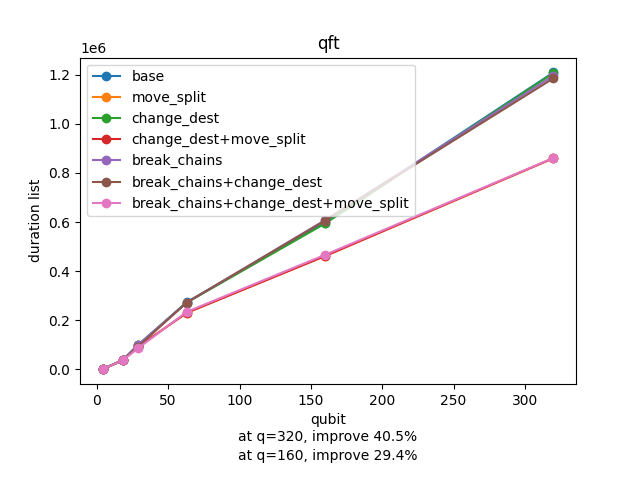 qft
1e6
1.2
1.0
0.8
0.6
0.4
0.2
0.0
duration list
base
move_split
change_dest
change_dest+move_split
break_chains
break_chains+change_dest
break_chains+change_dest+move_split
0 50 100 150 200 250 300
qubit
at q=320, improve 40.5%
at q=160, improve 29.4%